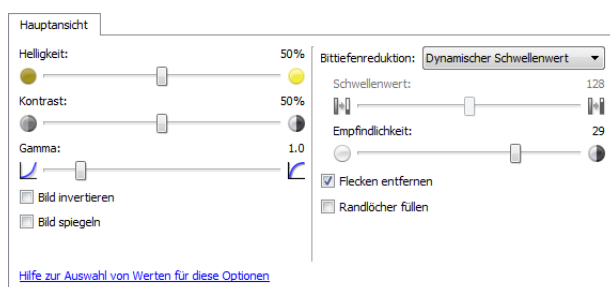 Hauptansicht
Helligkeit: 50%
Kontrast: 50%
Gamma: 1.0
Bild invertieren
Bild spiegeln
Hilfe zur Auswahl von Werten für diese Optionen
Bittiefenreduktion: Dynamischer Schwellenwert
Schwellenwert: 128
Empfindlichkeit: 29
Flecken entfernen
Randlöcher füllen